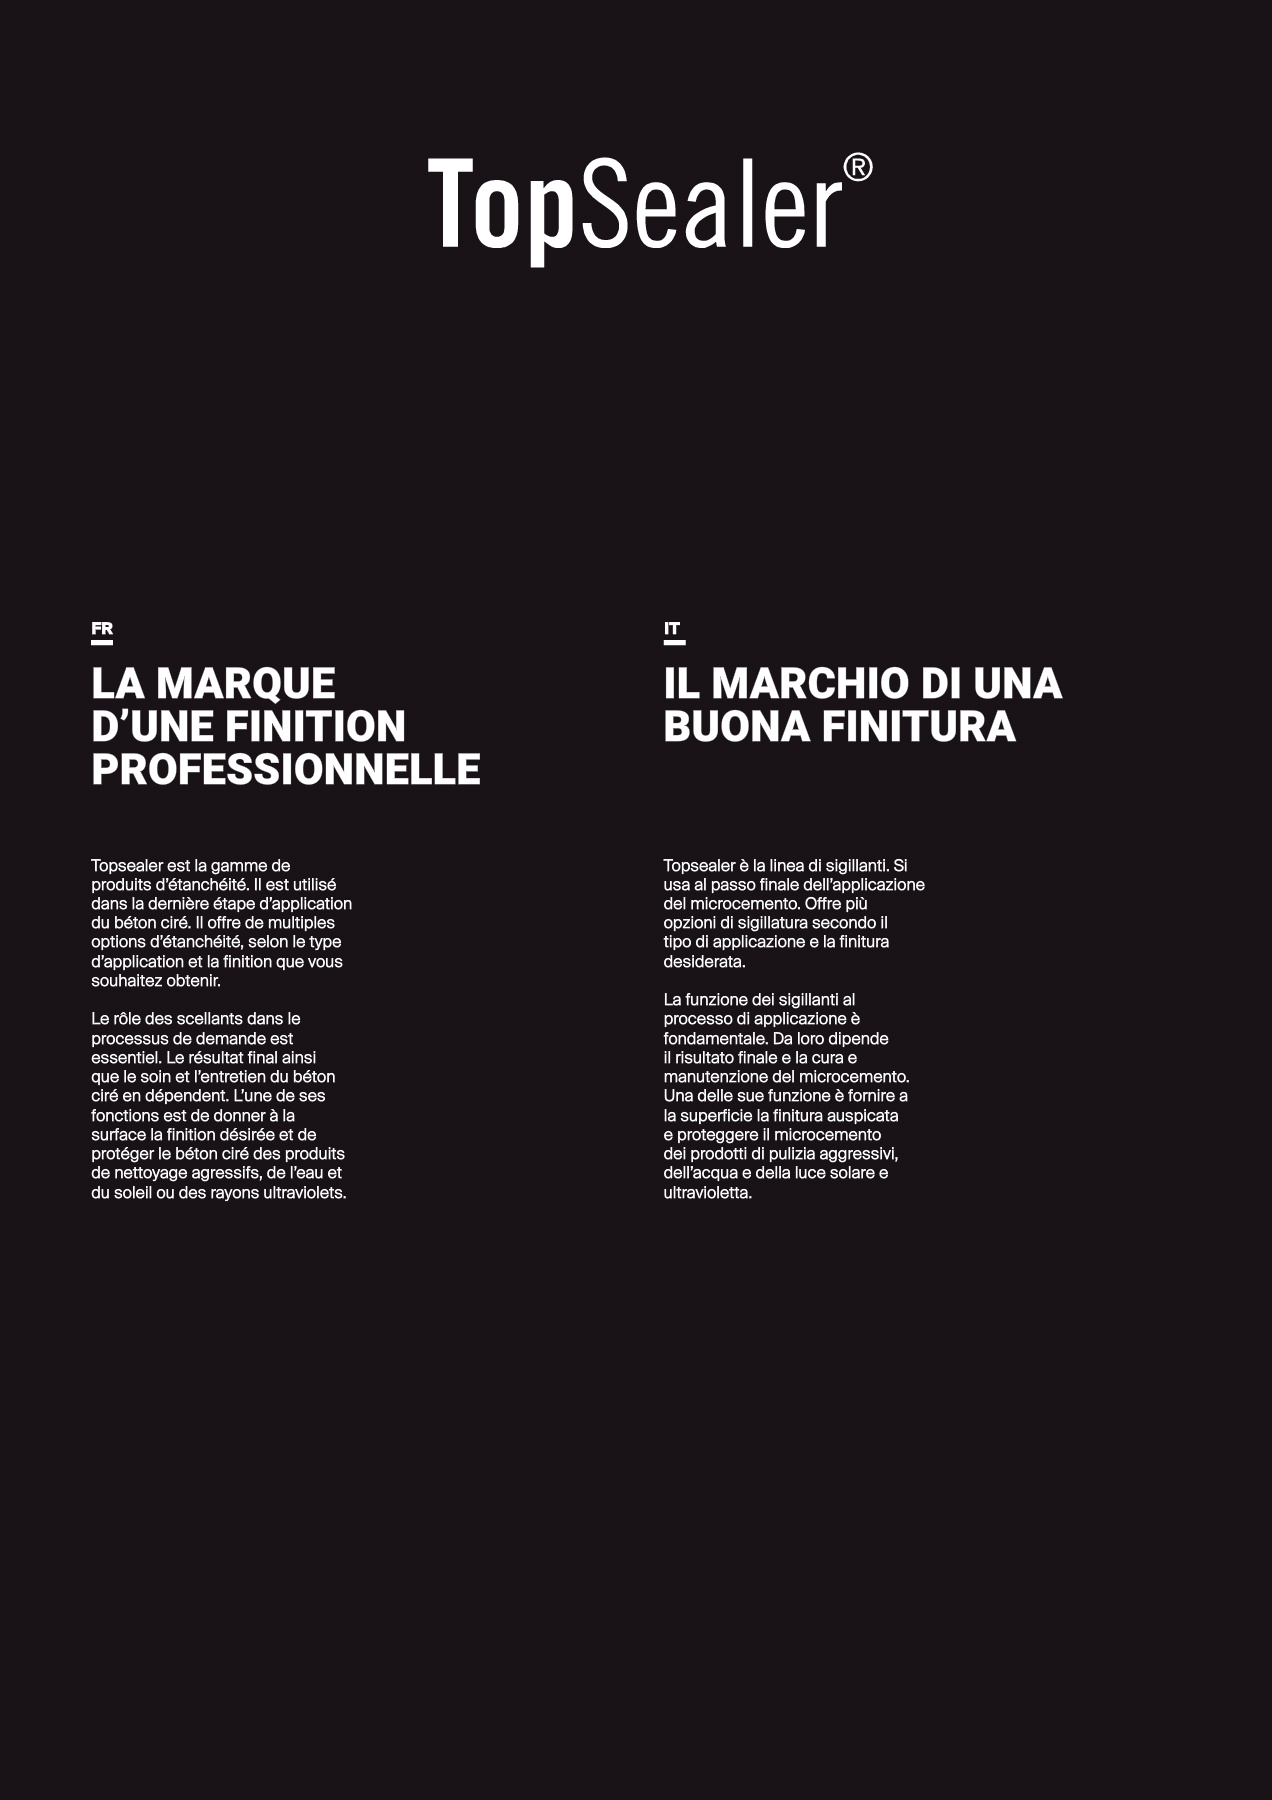 TopSealer®
FR
LA MARQUE
D’UNE FINITION
PROFESSIONNELLE
Topsealer est la gamme de
produits d’étanchéité. Il est utilisé
dans la dernière étape d’application
du béton ciré. Il offre de multiples
options d’étanchéité, selon le type
d’application et la finition que vous
souhaitez obtenir.
Le rôle des scellants dans le
processus de demande est
essentiel. Le résultat final ainsi
que le soin et l’entretien du béton
ciré en dépendent. L’une de ses
fonctions est de donner à la
surface la finition désirée et de
protéger le béton ciré des produits
de nettoyage agressifs, de l’eau et
du soleil ou des rayons ultraviolets.
IT
IL MARCHIO DI UNA
BUONA FINITURA
Topsealer è la linea di sigillanti. Si
usa al passo finale dell’applicazione
del microcemento. Offre più
opzioni di sigillatura secondo il
tipo di applicazione e la finitura
desiderata.
La funzione dei sigillanti al
processo di applicazione è
fondamentale. Da loro dipende
il risultato finale e la cura e
manutenzione del microcemento.
Una delle sue funzione è fornire a
la superficie la finitura auspicata
e proteggere il microcemento
dei prodotti di pulizia aggressivi,
dell’acqua e della luce solare e
ultravioletta.